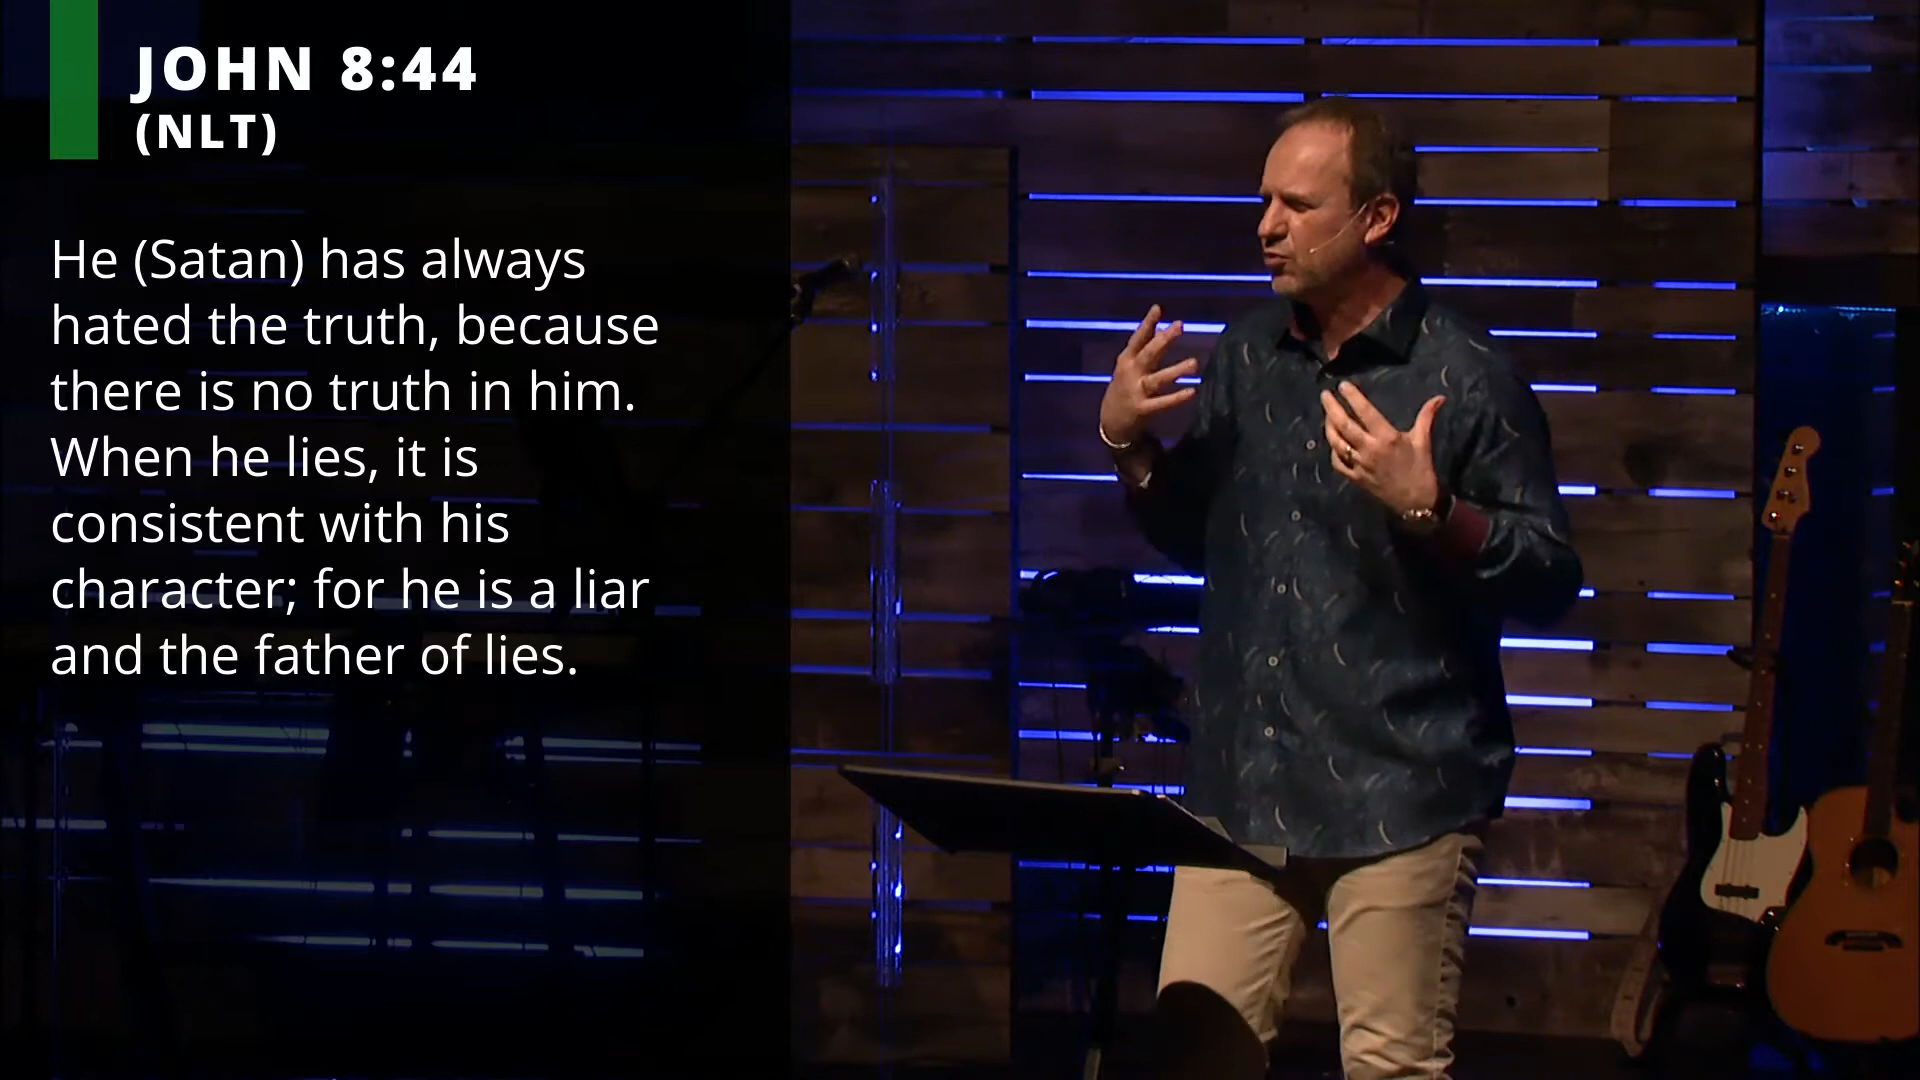 JOHN 8:44
(NLT)
He (Satan) has always
hated the truth, because
there is no truth in him.
When he lies, it is
consistent with his
character; for he is a liar
and the father of lies.